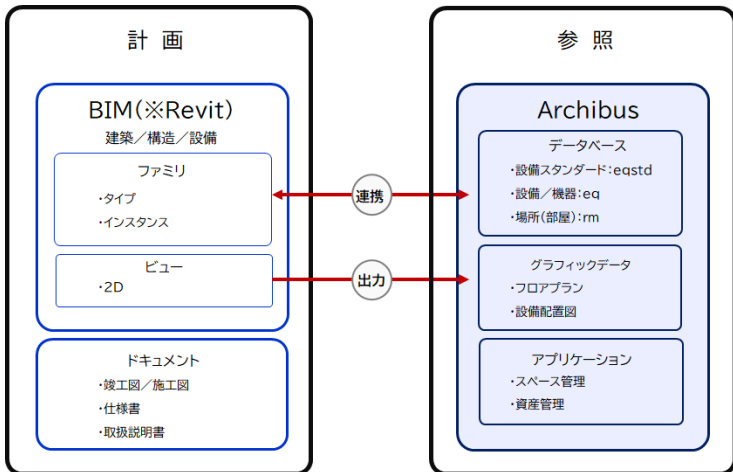 計 画
BIM(※Revit)
建築／構造／設備
ファミリ
・タイプ
・インスタンス
ビュー
・2D
ドキュメント
・竣工図／施工図
・仕様書
・取扱説明書
連携
出力
参 照
Archibus
データベース
・設備スタンダード：eqstd
・設備／機器：eq
・場所(部屋)：rm
グラフィックデータ
・フロアプラン
・設備配置図
アプリケーション
・スペース管理
・資産管理